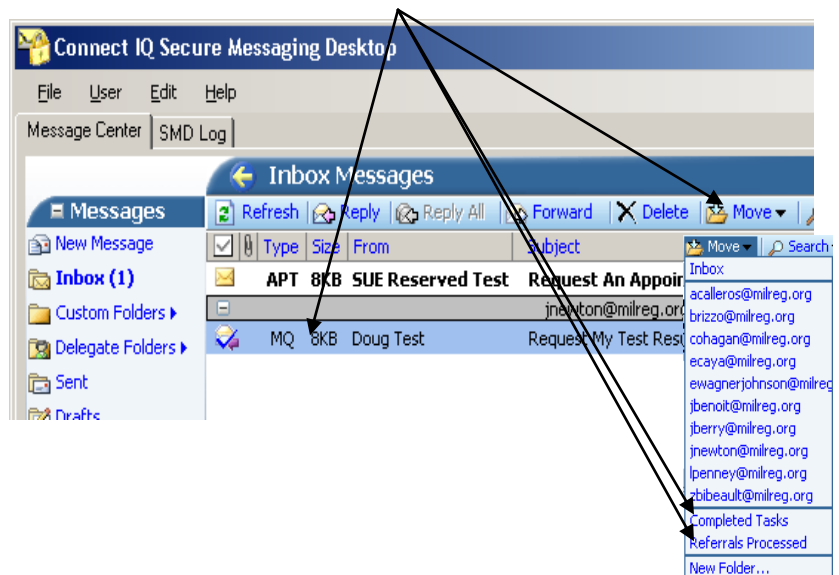 Connect IQ Secure Messaging Desktop
File User Edit Help
Message Center SMD Log
Inbox Messages
Messages
Refresh Reply Reply All Forward Delete Move
New Message
Type Size From Subject
Move Search
Inbox (1)
APT 8KB SUE Reserved Test Request An Appoin
Inbox
Custom Folders
jnewton@milreg.org
acalleros@milreg.org
brizzo@milreg.org
Delegate Folders
MQ 8KB Doug Test Request My Test Resu
cohagan@milreg.org
ecaya@milreg.org
Sent
ewagnerjohnson@milreg
Drafts
jbenoit@milreg.org
jberry@milreg.org
jnewton@milreg.org
lpenney@milreg.org
zbibeault@milreg.org
Completed Tasks
Referrals Processed
New Folder...